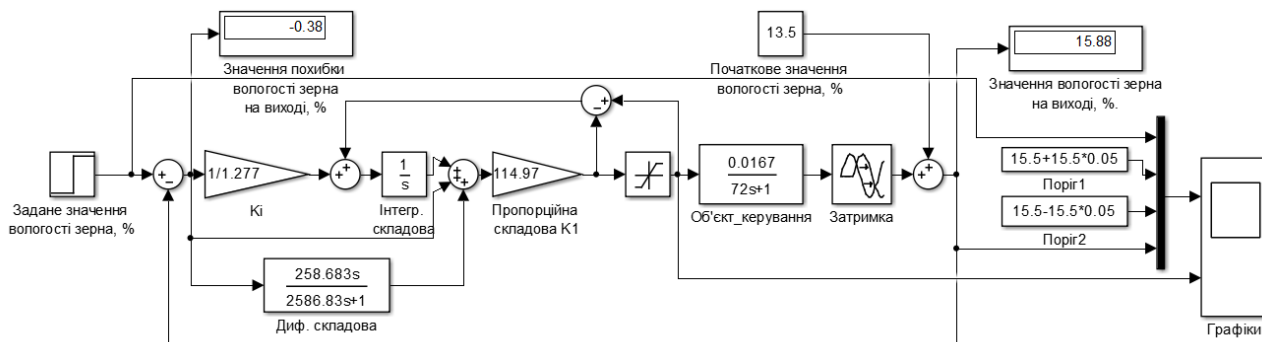 -0.38
Значення похибки
вологості зерна
на виході, %
13.5
Початкове значення
вологості зерна, %
15.88
Значення вологості зерна
на виході, %.
Задане значення
вологості зерна, %
1/1.277
Ki
1
s
Інтегр.
складова
114.97
Пропорційна
складова K1
0.0167
72s+1
Об'єкт_керування
Затримка
15.5+15.5*0.05
Поріг1
15.5-15.5*0.05
Поріг2
258.683s
2586.83s+1
Диф. складова
Графіки